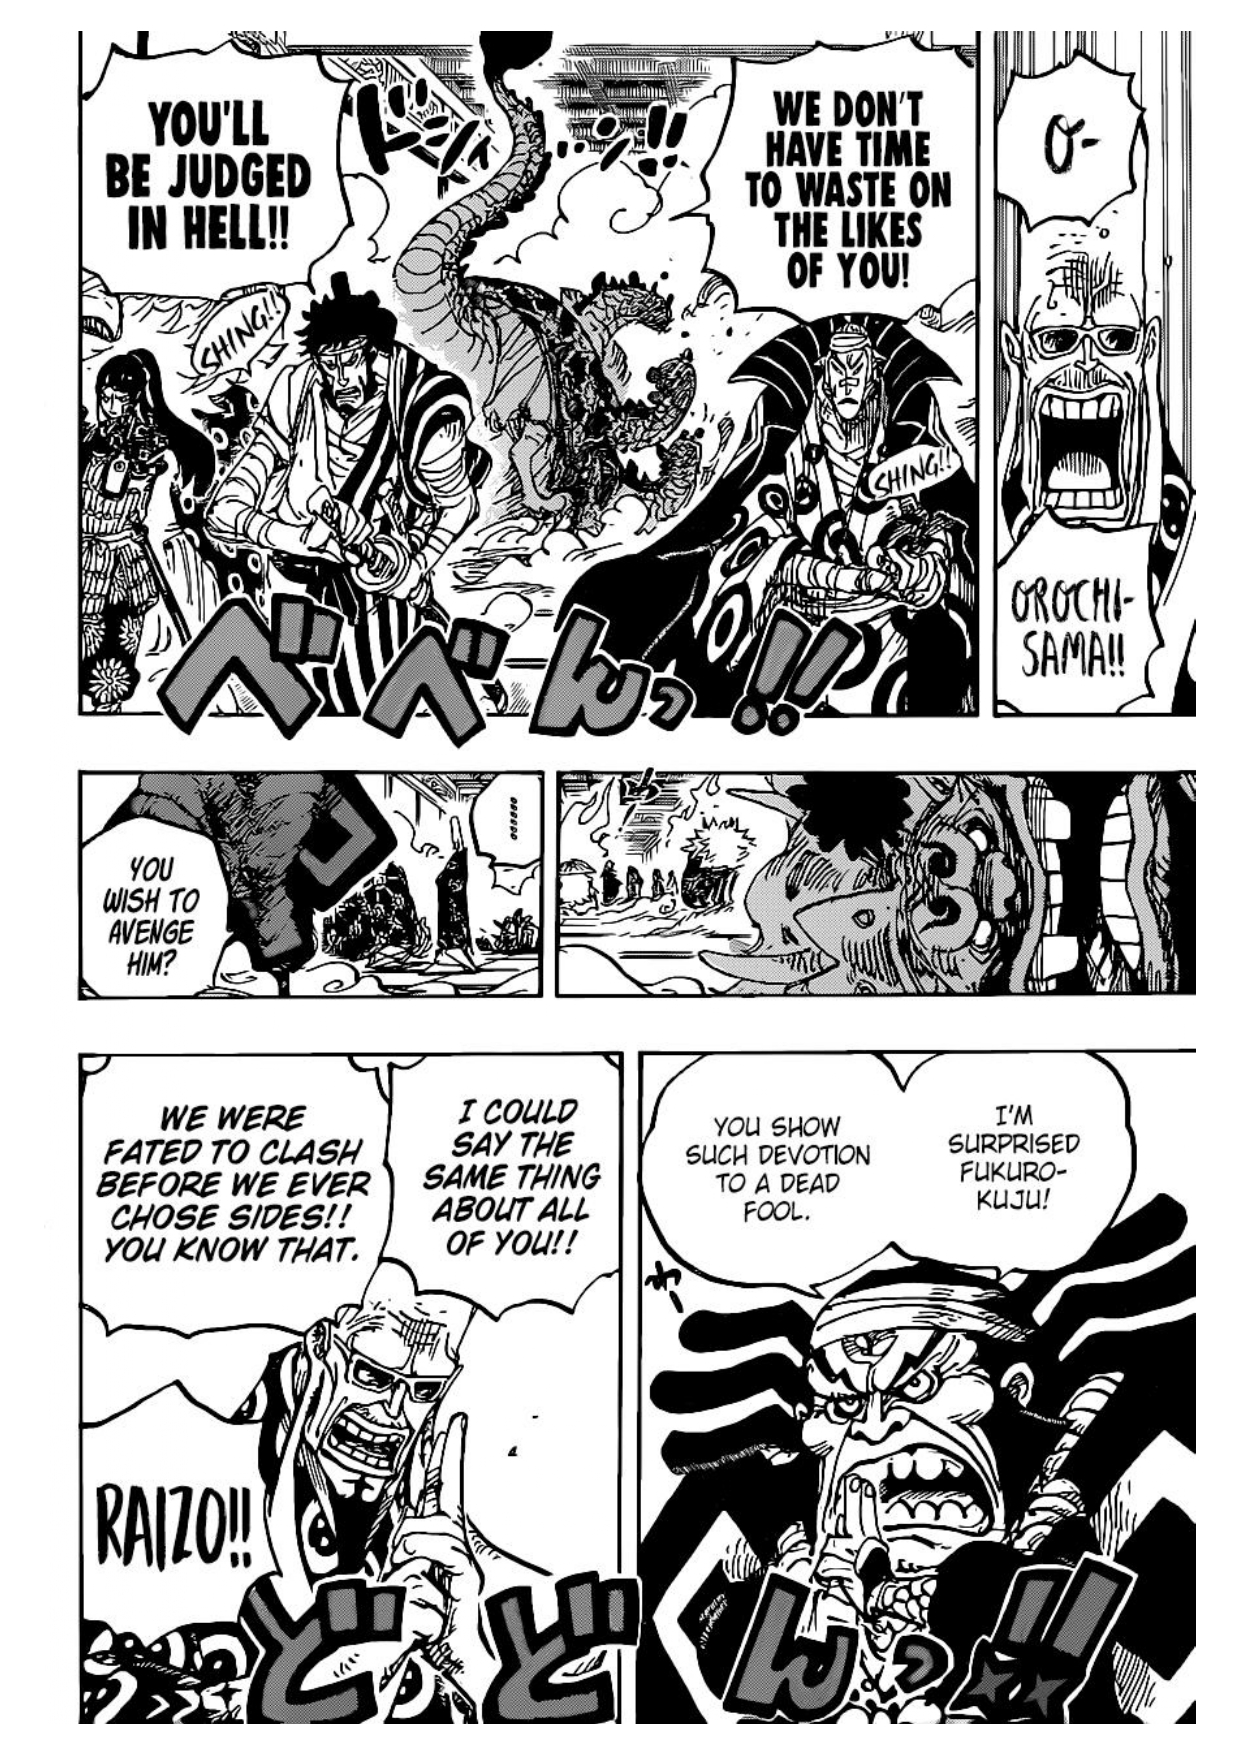 O-
OROCHI-
SAMA!!
WE DON'T
HAVE TIME
TO WASTE ON
THE LIKES
OF YOU!
ドシィ…ン!!
YOU'LL
BE JUDGED
IN HELL!!
SHING!!
SHING!!
べべんっ!!
......
YOU
WISH TO
AVENGE
HIM?
I'M
SURPRISED
FUKURO-
KUJU!
YOU SHOW
SUCH DEVOTION
TO A DEAD
FOOL.
I COULD
SAY THE
SAME THING
ABOUT ALL
OF YOU!!
WE WERE
FATED TO CLASH
BEFORE WE EVER
CHOSE SIDES!!
YOU KNOW THAT.
RAIZO!!
どどんっ!!